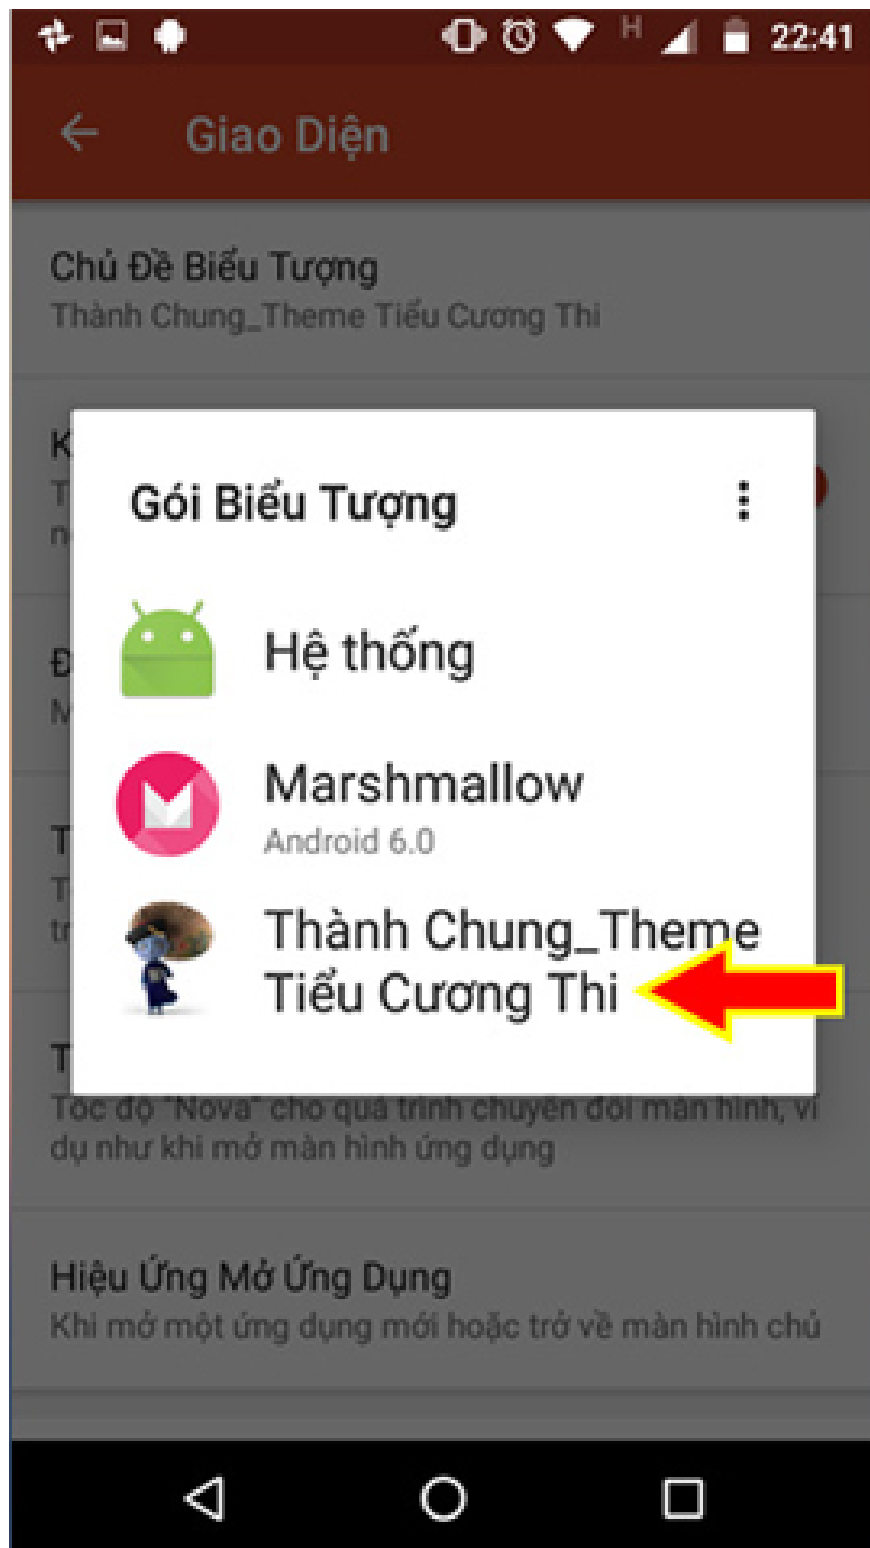 H 22:41
Giao Diện
Chủ Đề Biểu Tượng
Thành Chung_Theme Tiểu Cương Thi
Gói Biểu Tượng
Hệ thống
Marshmallow
Android 6.0
Thành Chung_Theme
Tiểu Cương Thi
Tốc độ "Nova" cho quá trình chuyển đổi màn hình, ví
dụ như khi mở màn hình ứng dụng
Hiệu Ứng Mở Ứng Dụng
Khi mở một ứng dụng mới hoặc trở về màn hình chủ